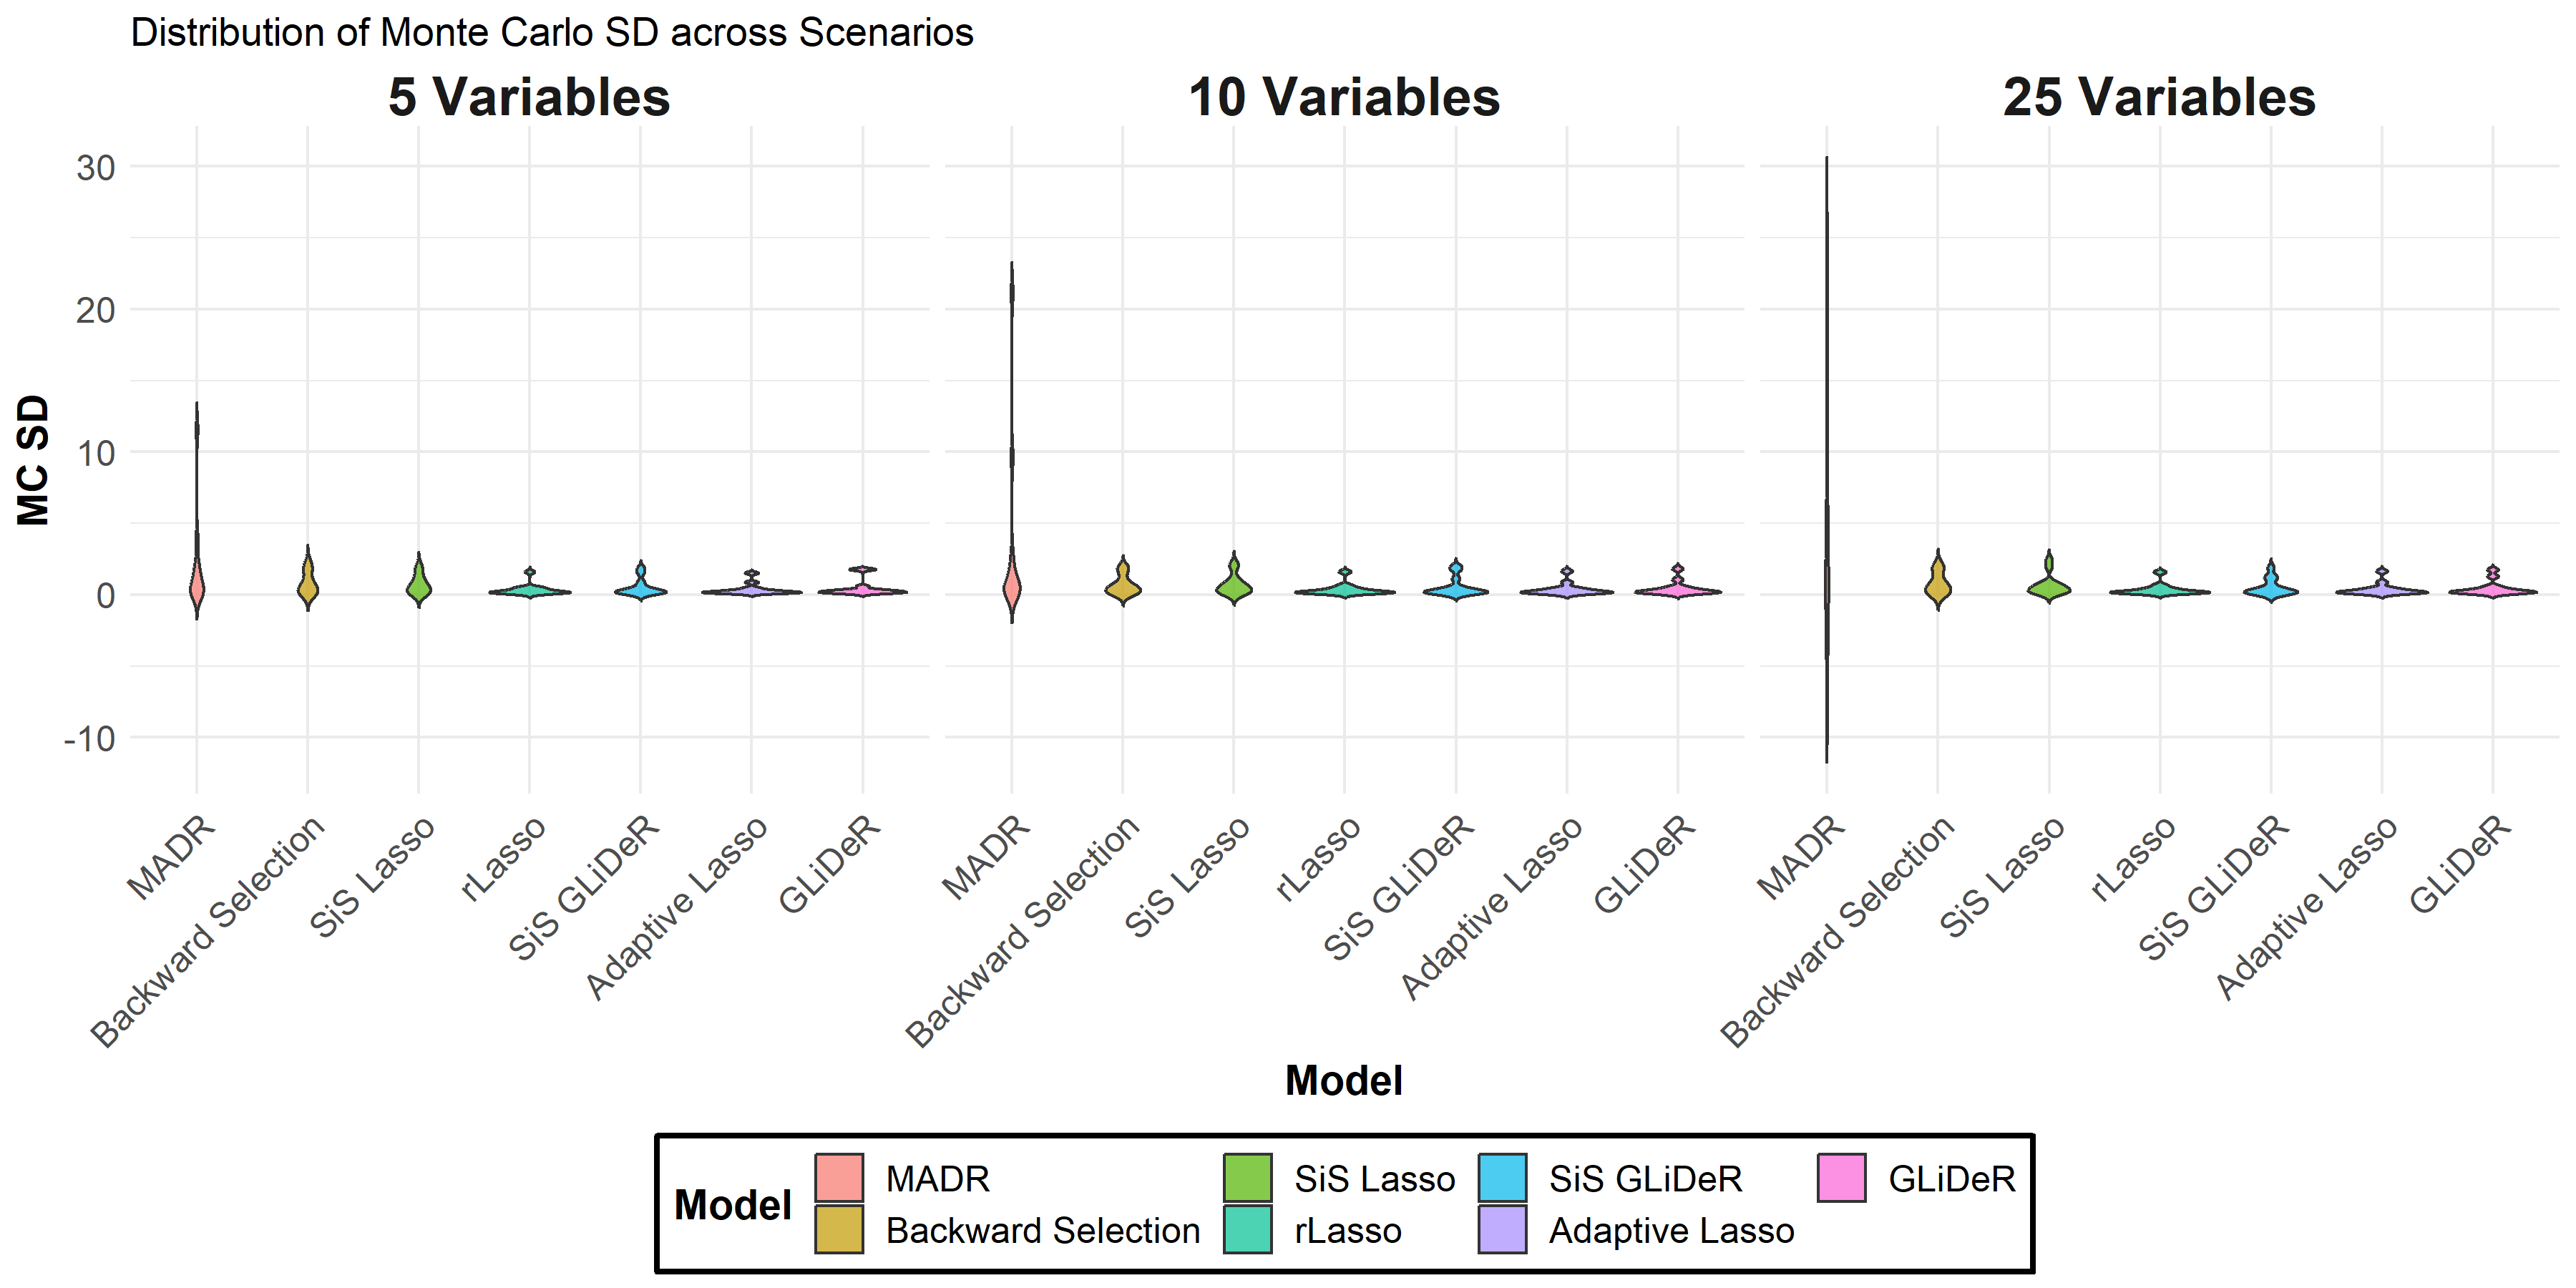 Distribution of Monte Carlo SD across Scenarios
5 Variables
10 Variables
25 Variables
MC SD
30
20
10
0
-10
MADR
Backward Selection
SiS Lasso
rLasso
SiS GLiDeR
Adaptive Lasso
GLiDeR
MADR
Backward Selection
SiS Lasso
rLasso
SiS GLiDeR
Adaptive Lasso
GLiDeR
MADR
Backward Selection
SiS Lasso
rLasso
SiS GLiDeR
Adaptive Lasso
GLiDeR
Model
Model
MADR
SiS Lasso
SiS GLiDeR
GLiDeR
Backward Selection
rLasso
Adaptive Lasso